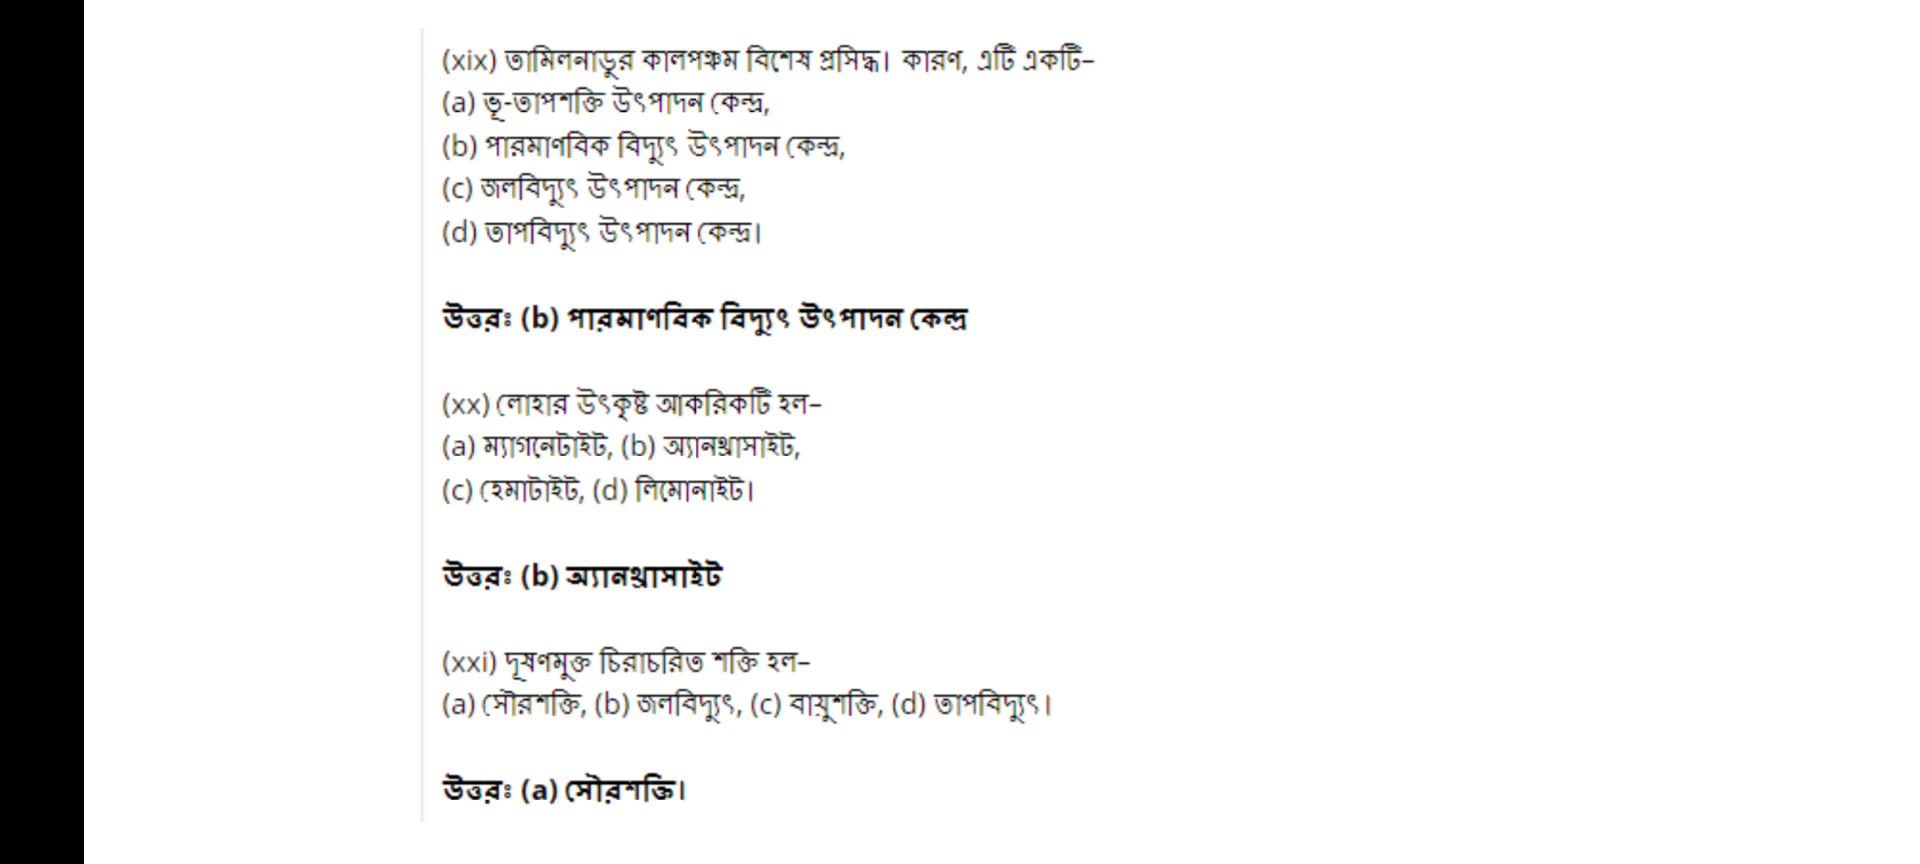 (xix) তামিলনাড়ুর কালপক্কম বিশেষ প্রসিদ্ধ। কারণ, এটি একটি–
(a) ভূ-তাপশক্তি উৎপাদন কেন্দ্র,
(b) পারমাণবিক বিদ্যুৎ উৎপাদন কেন্দ্র,
(c) জলবিদ্যুৎ উৎপাদন কেন্দ্র,
(d) তাপবিদ্যুৎ উৎপাদন কেন্দ্র।
উত্তরঃ (b) পারমাণবিক বিদ্যুৎ উৎপাদন কেন্দ্র
(xx) লোহার উৎকৃষ্ট আকরিকটি হল–
(a) ম্যাগনেটাইট, (b) অ্যানথ্রাসাইট,
(c) হেমাটাইট, (d) লিমোনাইট।
উত্তরঃ (b) অ্যানথ্রাসাইট
(xxi) দূষণমুক্ত চিরাচরিত শক্তি হল–
(a) সৌরশক্তি, (b) জলবিদ্যুৎ, (c) বায়ুশক্তি, (d) তাপবিদ্যুৎ।
উত্তরঃ (a) সৌরশক্তি।